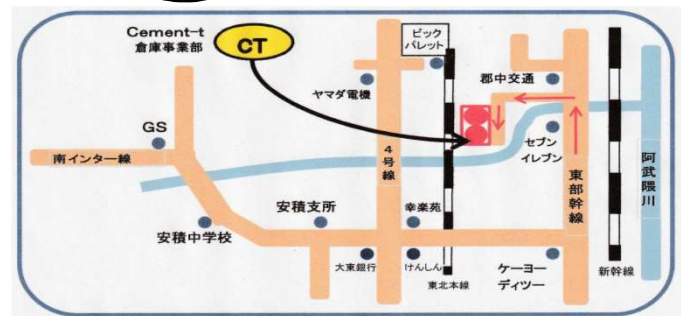 Cement-t
倉庫事業部
CT
ビック
パレット
ヤマダ電機
郡中交通
GS
南インター線
4号線
セブン
イレブン
東部幹線
阿武隈川
安積中学校
安積支所
幸楽苑
大東銀行
けんしん
東北本線
ケーヨー
ディツー
新幹線